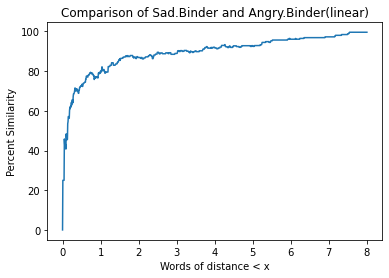 Comparison of Sad.Binder and Angry.Binder(linear)
100
80
60
40
20
0
Percent Similarity
0 1 2 3 4 5 6 7 8
Words of distance < x